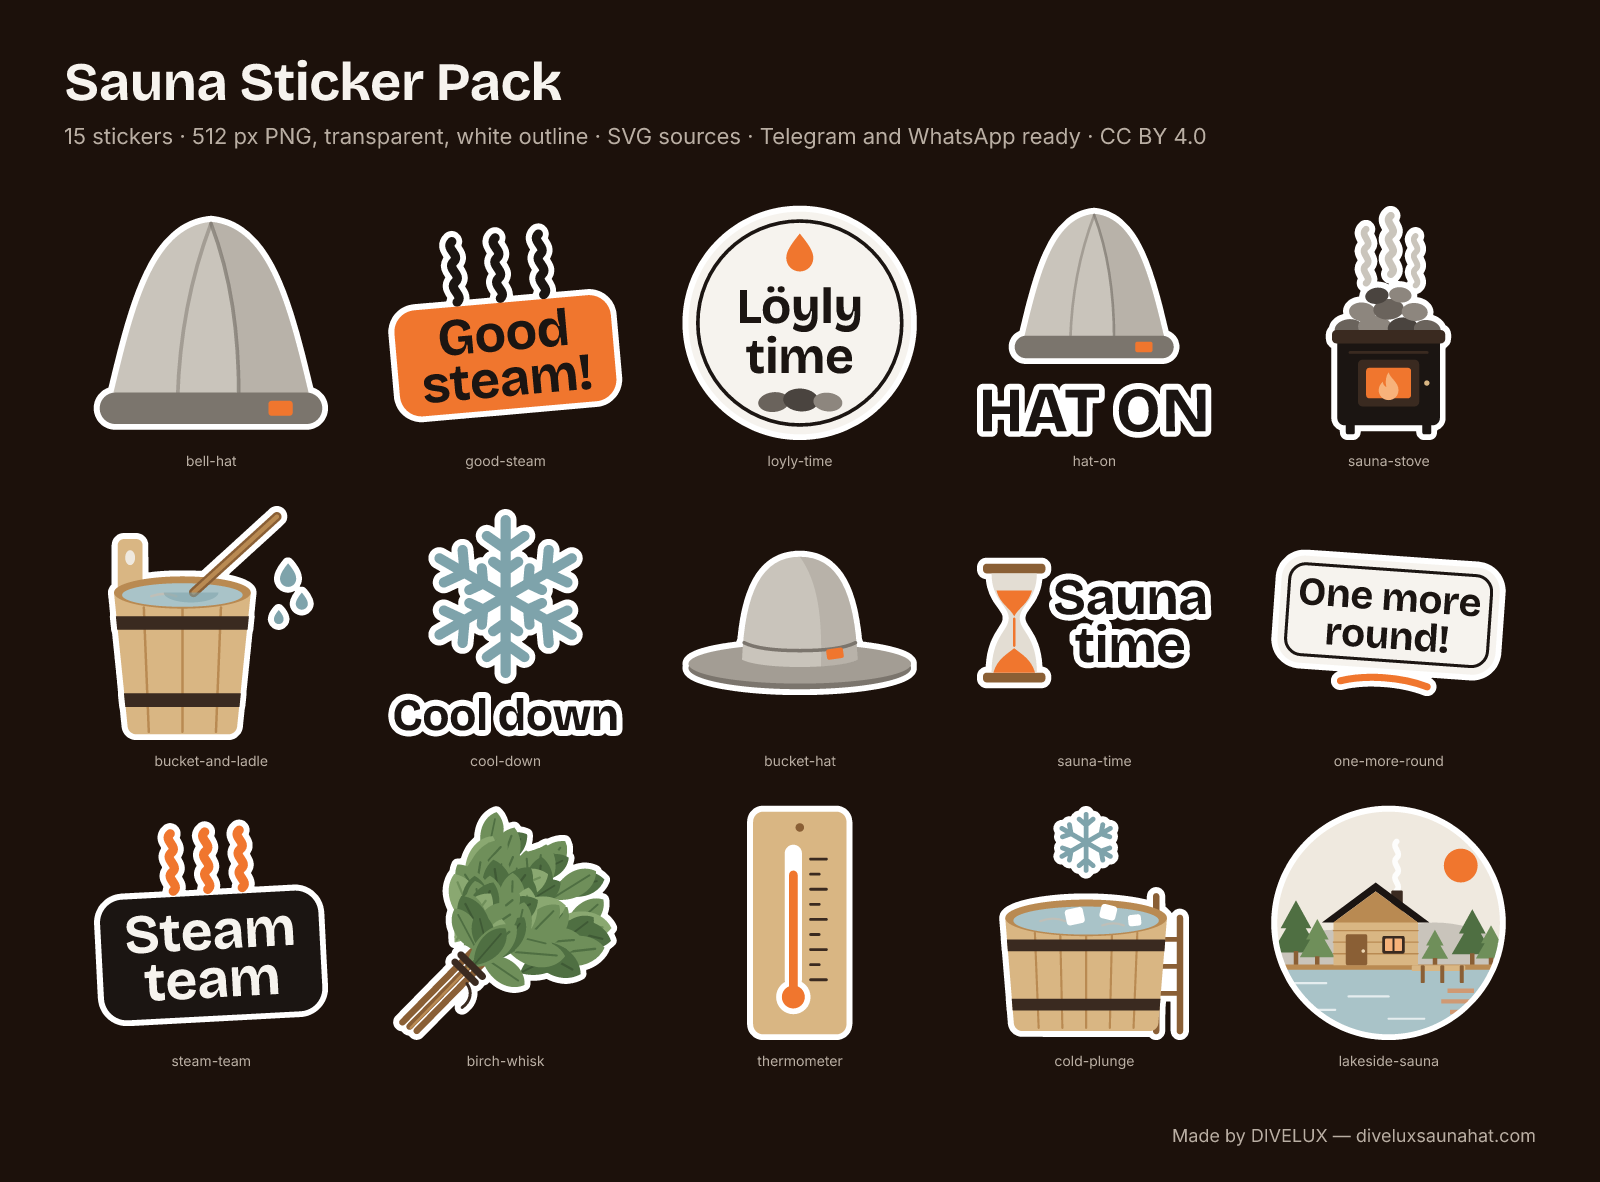 Sauna Sticker Pack
15 stickers · 512 px PNG, transparent, white outline · SVG sources · Telegram and WhatsApp ready · CC BY 4.0
bell-hat
Good
steam!
good-steam
Löyly
time
loyly-time
HAT ON
hat-on
sauna-stove
bucket-and-ladle
Cool down
cool-down
bucket-hat
Sauna
time
sauna-time
One more
round!
one-more-round
Steam
team
steam-team
birch-whisk
thermometer
cold-plunge
lakeside-sauna
Made by DIVELUX — diveluxsaunahat.com